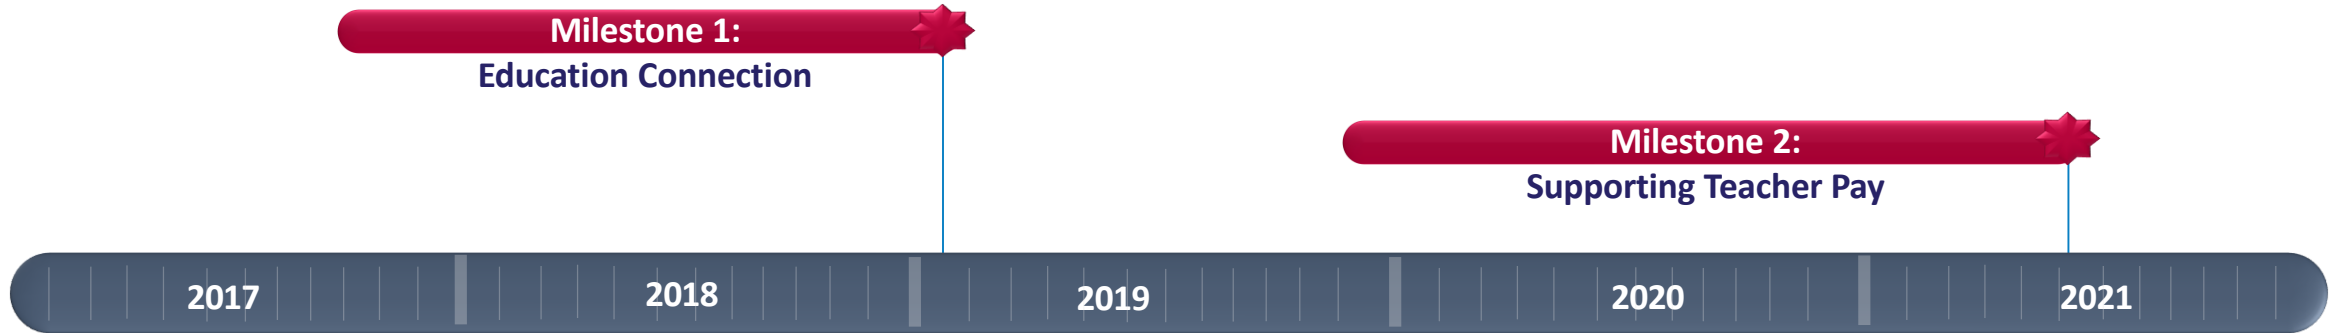 Milestone 1:
Education Connection
Milestone 2:
Supporting Teacher Pay
2017 2018 2019 2020 2021